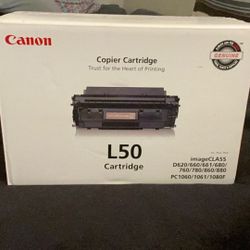 Canon
Copier Cartridge
Trust for the Heart of Printing
GENUINE
L50
Cartridge
imageCLASS
D620/660/661/680/
760/780/860/880
PC1060/1061/1080F